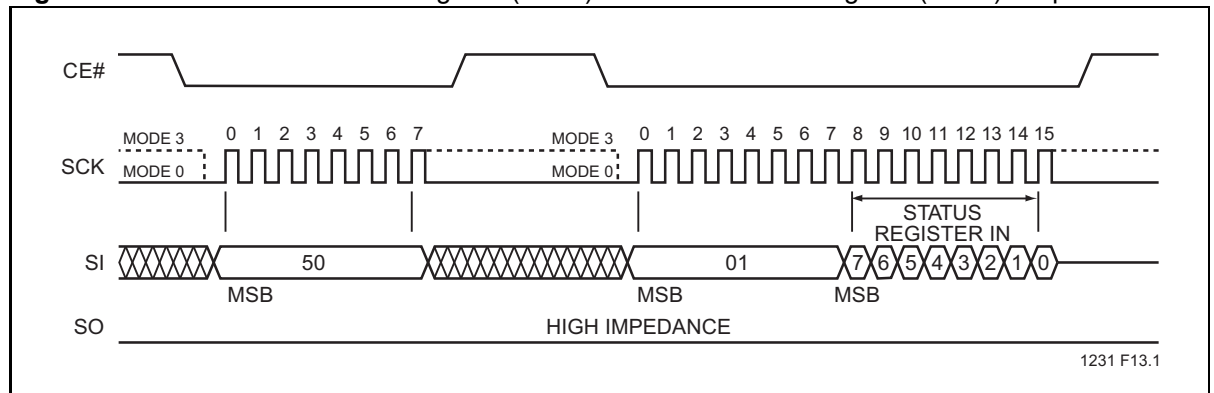 CE#
MODE 3 0 1 2 3 4 5 6 7 MODE 3 0 1 2 3 4 5 6 7 8 9 10 11 12 13 14 15
SCK MODE 0 MODE 0
STATUS
REGISTER IN
SI 50 01 7 6 5 4 3 2 1 0
MSB MSB MSB
SO HIGH IMPEDANCE
1231 F13.1